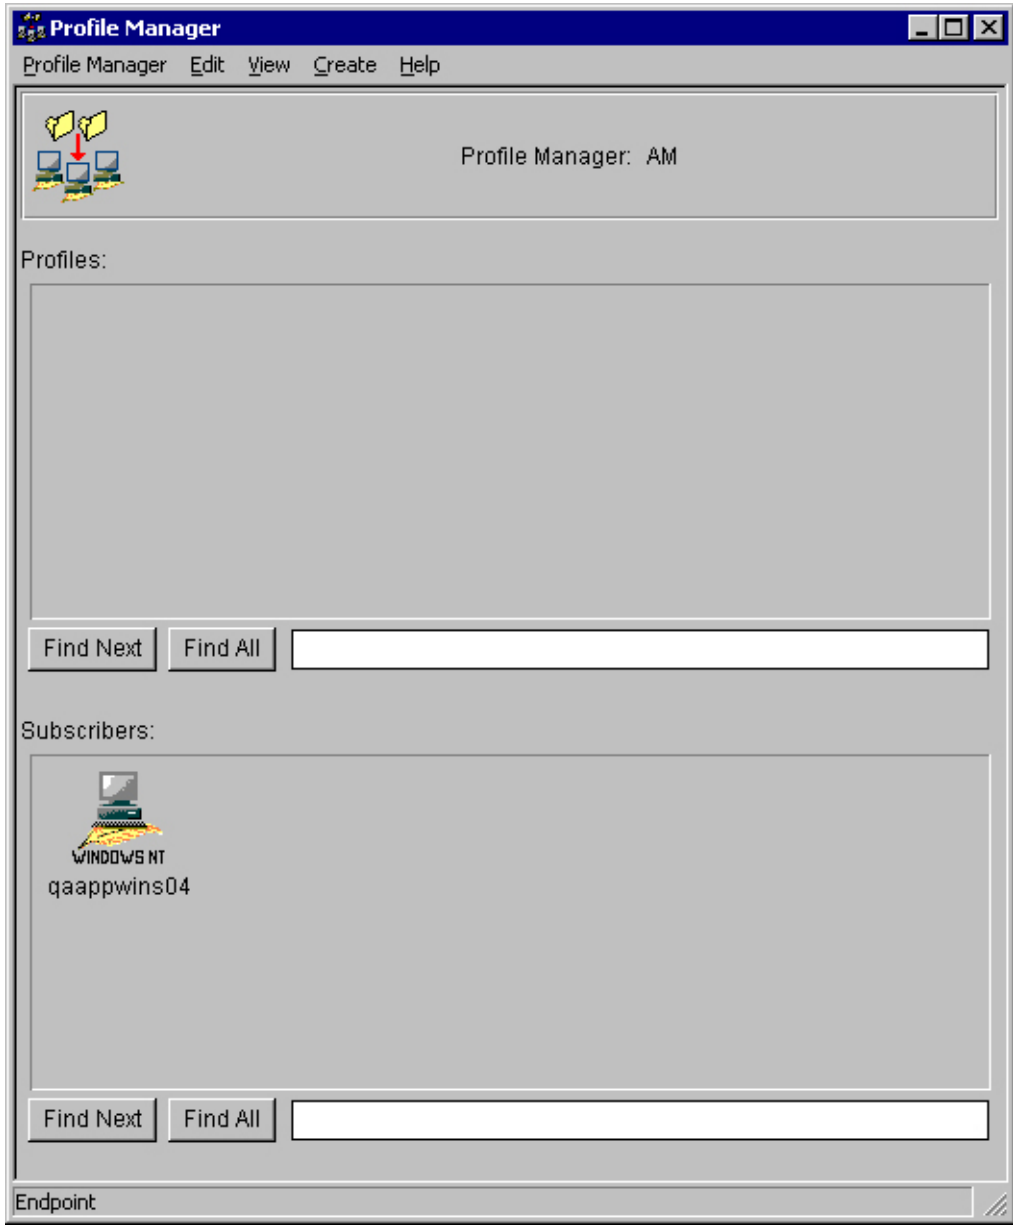 Profile Manager
Profile Manager Edit View Create Help
Profile Manager: AM
Profiles:
Find Next Find All
Subscribers:
WINDOWS NT
qaappwins04
Find Next Find All
Endpoint